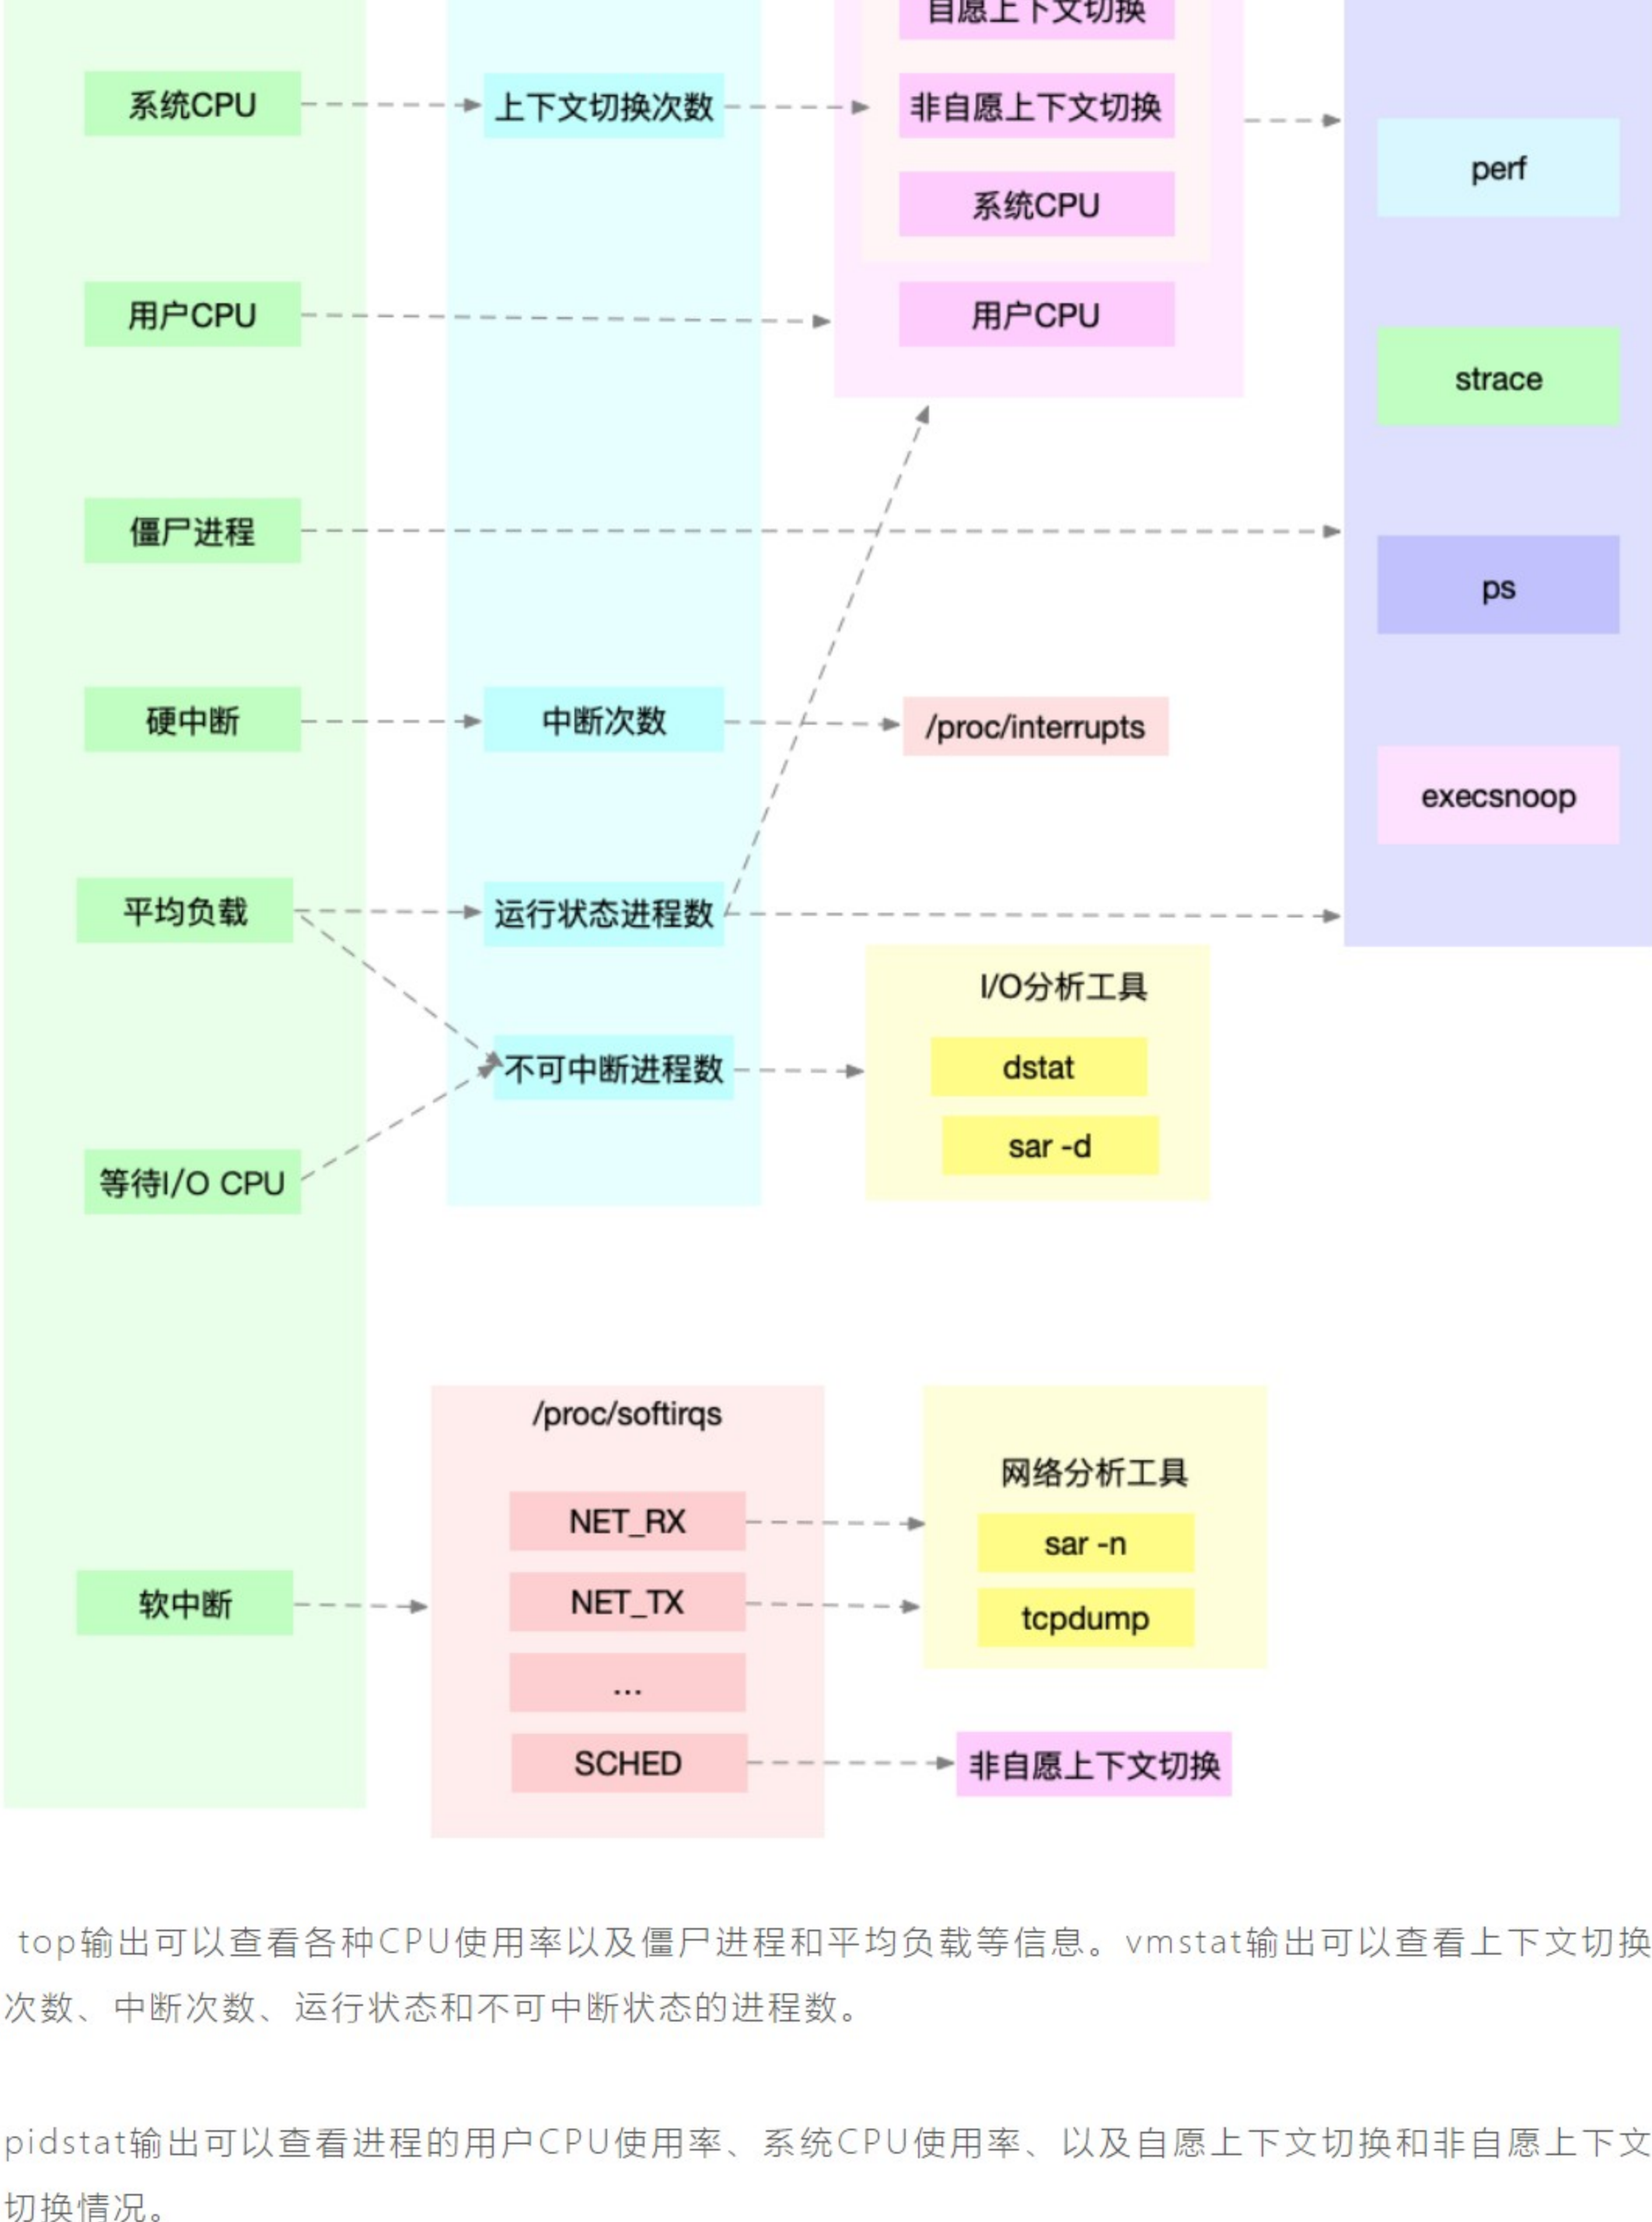 自愿上下文切换
系统CPU
上下文切换次数
非自愿上下文切换
perf
系统CPU
用户CPU
用户CPU
strace
僵尸进程
ps
硬中断
中断次数
/proc/interrupts
execsnoop
平均负载
运行状态进程数
I/O分析工具
不可中断进程数
dstat
sar -d
等待I/O CPU
/proc/softirqs
网络分析工具
NET_RX
sar -n
软中断
NET_TX
tcpdump
...
SCHED
非自愿上下文切换
top输出可以查看各种CPU使用率以及僵尸进程和平均负载等信息。vmstat输出可以查看上下文切换
次数、中断次数、运行状态和不可中断状态的进程数。
pidstat输出可以查看进程的用户CPU使用率、系统CPU使用率、以及自愿上下文切换和非自愿上下文
切换情况。